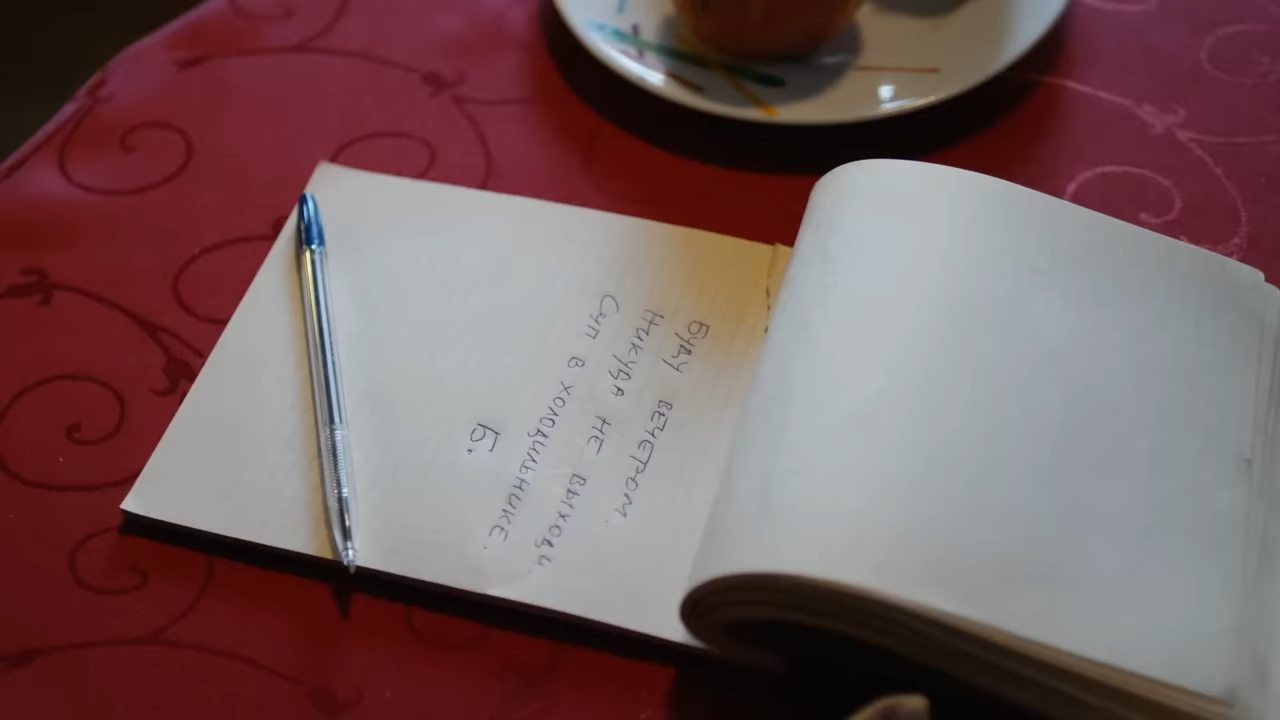 Буду вечером.
Никуда не выходи.
Суп в холодильнике.
Б.